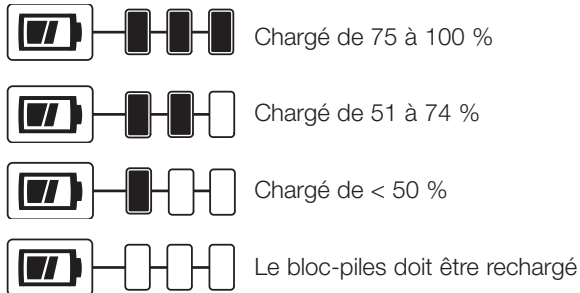 Chargé de 75 à 100 %
Chargé de 51 à 74 %
Chargé de < 50 %
Le bloc-piles doit être rechargé